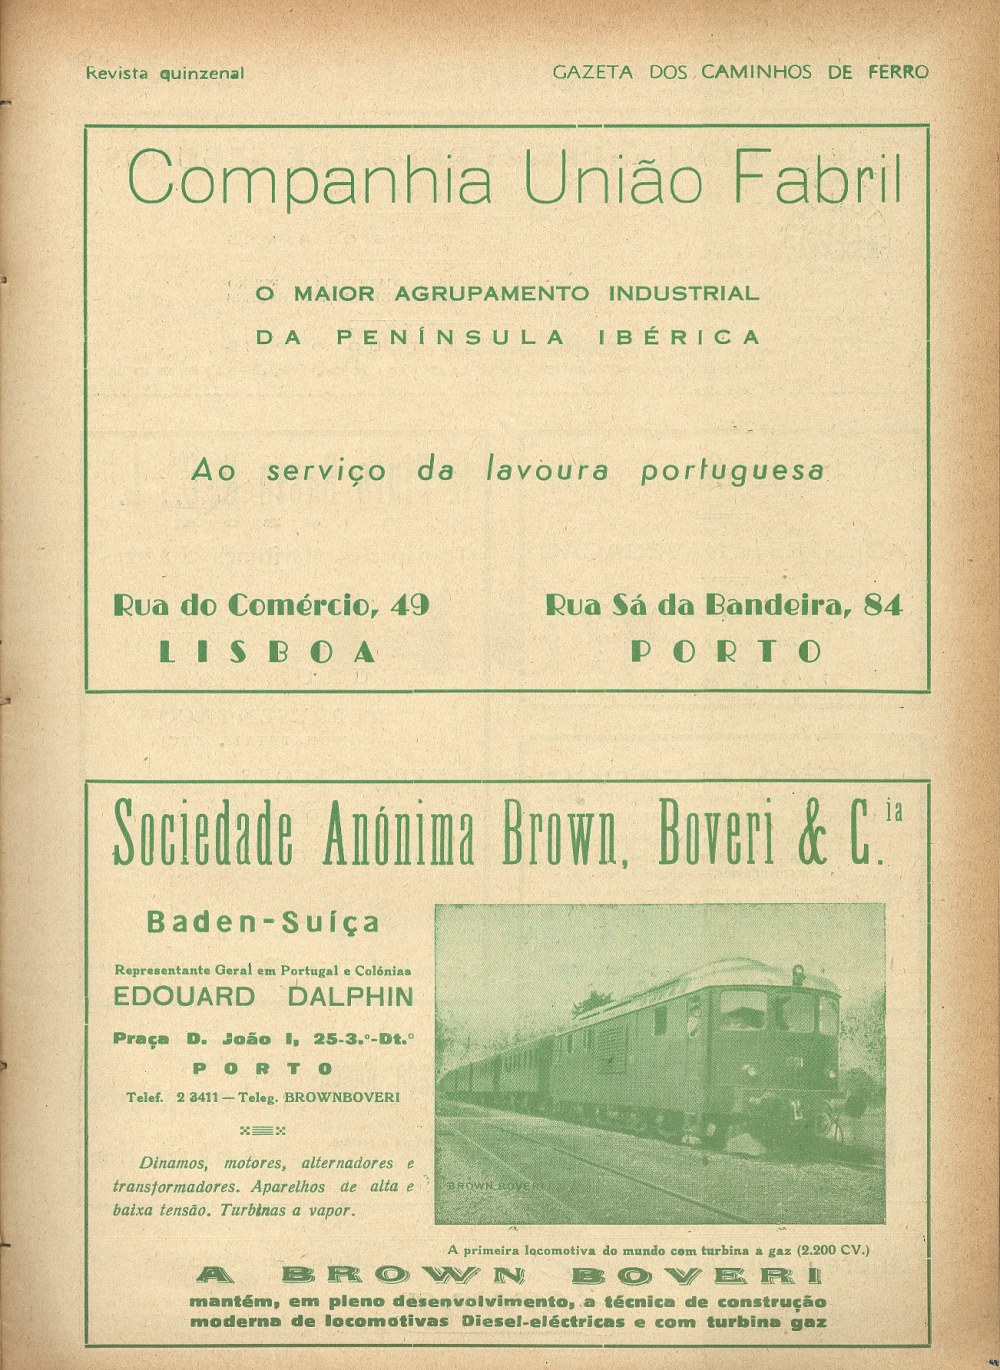 Revista quinzenal
GAZETA DOS CAMINHOS DE FERRO
Companhia União Fabril
O MAIOR AGRUPAMENTO INDUSTRIAL
DA PENÍNSULA IBÉRICA
Ao serviço da lavoura portuguesa
Rua do Comércio, 49
LISBOA
Rua Sá da Bandeira, 84
PORTO
Sociedade Anónima Brown, Boveri & C.ia
Baden-Suíça
Representante Geral em Portugal e Colónias
EDOUARD DALPHIN
Praça D. João I, 25-3.º-Dt.º
PORTO
Telef. 2 3411 — Teleg. BROWNBOVERI
Dinamos, motores, alternadores e
transformadores. Aparelhos de alta e
baixa tensão. Turbinas a vapor.
BROWN BOVERI
A primeira locomotiva do mundo com turbina a gaz (2.200 CV.)
A BROWN BOVERI
mantém, em pleno desenvolvimento, a técnica de construção
moderna de locomotivas Diesel-eléctricas e com turbina gaz